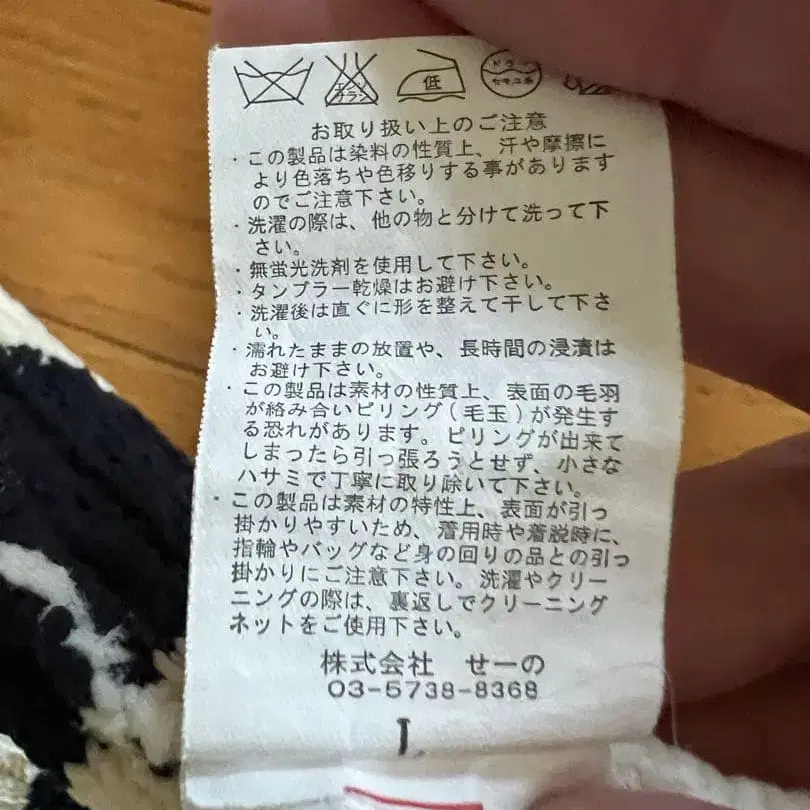 エンソ
サラシ
低
ドライ
セキユ系
お取り扱い上のご注意
・この製品は染料の性質上、汗や摩擦に
より色落ちや色移りする事があります
のでご注意下さい。
・洗濯の際は、他の物と分けて洗って下
さい。
・無蛍光洗剤を使用して下さい。
・タンブラー乾燥はお避け下さい。
・洗濯後は直ぐに形を整えて干して下さ
い。
・濡れたままの放置や、長時間の浸漬は
お避け下さい。
・この製品は素材の性質上、表面の毛羽
が絡み合いピリング(毛玉)が発生す
る恐れがあります。ピリングが出来て
しまったら引っ張ろうとせず、小さな
ハサミで丁寧に取り除いて下さい。
・この製品は素材の特性上、表面が引っ
掛かりやすいため、着用時や着脱時に、
指輪やバッグなど身の回りの品との引っ
掛かりにご注意下さい。洗濯やクリー
ニングの際は、裏返しでクリーニング
ネットをご使用下さい。
株式会社 せーの
03-5738-8368